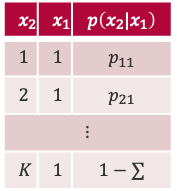 x₂ x₁ p(x₂|x₁)
1 1 p₁₁
2 1 p₂₁
⋮
K 1 1 − ∑